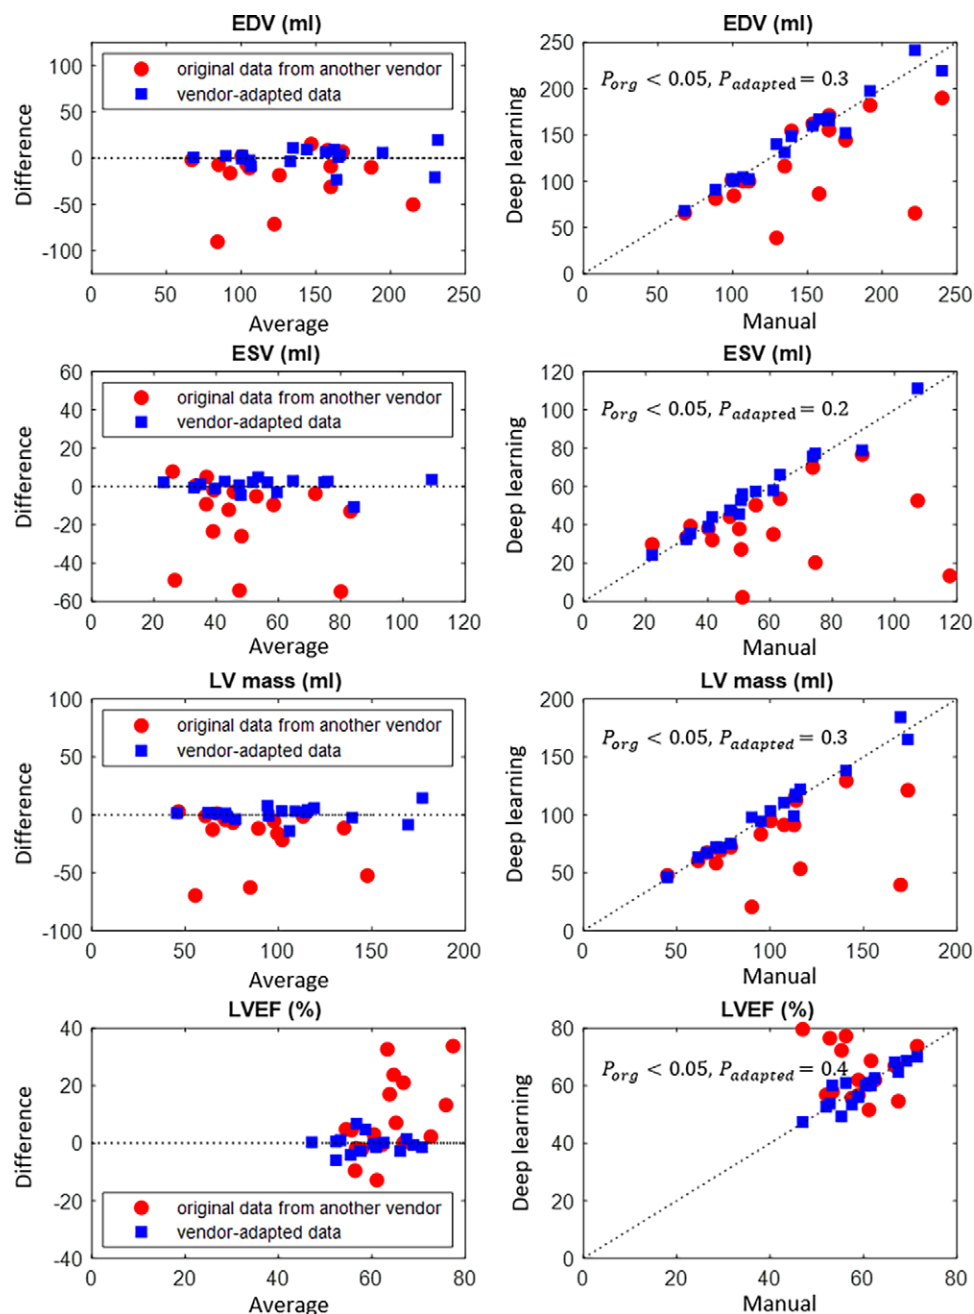 EDV (ml)
100
50
0
-50
-100
Difference
original data from another vendor
vendor-adapted data
0 50 100 150 200 250
Average
EDV (ml)
250
200
150
100
50
0
Deep learning
P_org < 0.05, P_adapted = 0.3
0 50 100 150 200 250
Manual
ESV (ml)
60
40
20
0
-20
-40
-60
Difference
original data from another vendor
vendor-adapted data
0 20 40 60 80 100 120
Average
ESV (ml)
120
100
80
60
40
20
0
Deep learning
P_org < 0.05, P_adapted = 0.2
0 20 40 60 80 100 120
Manual
LV mass (ml)
100
50
0
-50
-100
Difference
original data from another vendor
vendor-adapted data
0 50 100 150 200
Average
LV mass (ml)
200
150
100
50
0
Deep learning
P_org < 0.05, P_adapted = 0.3
0 50 100 150 200
Manual
LVEF (%)
40
20
0
-20
-40
Difference
original data from another vendor
vendor-adapted data
0 20 40 60 80
Average
LVEF (%)
80
60
40
20
0
Deep learning
P_org < 0.05, P_adapted = 0.4
0 20 40 60 80
Manual